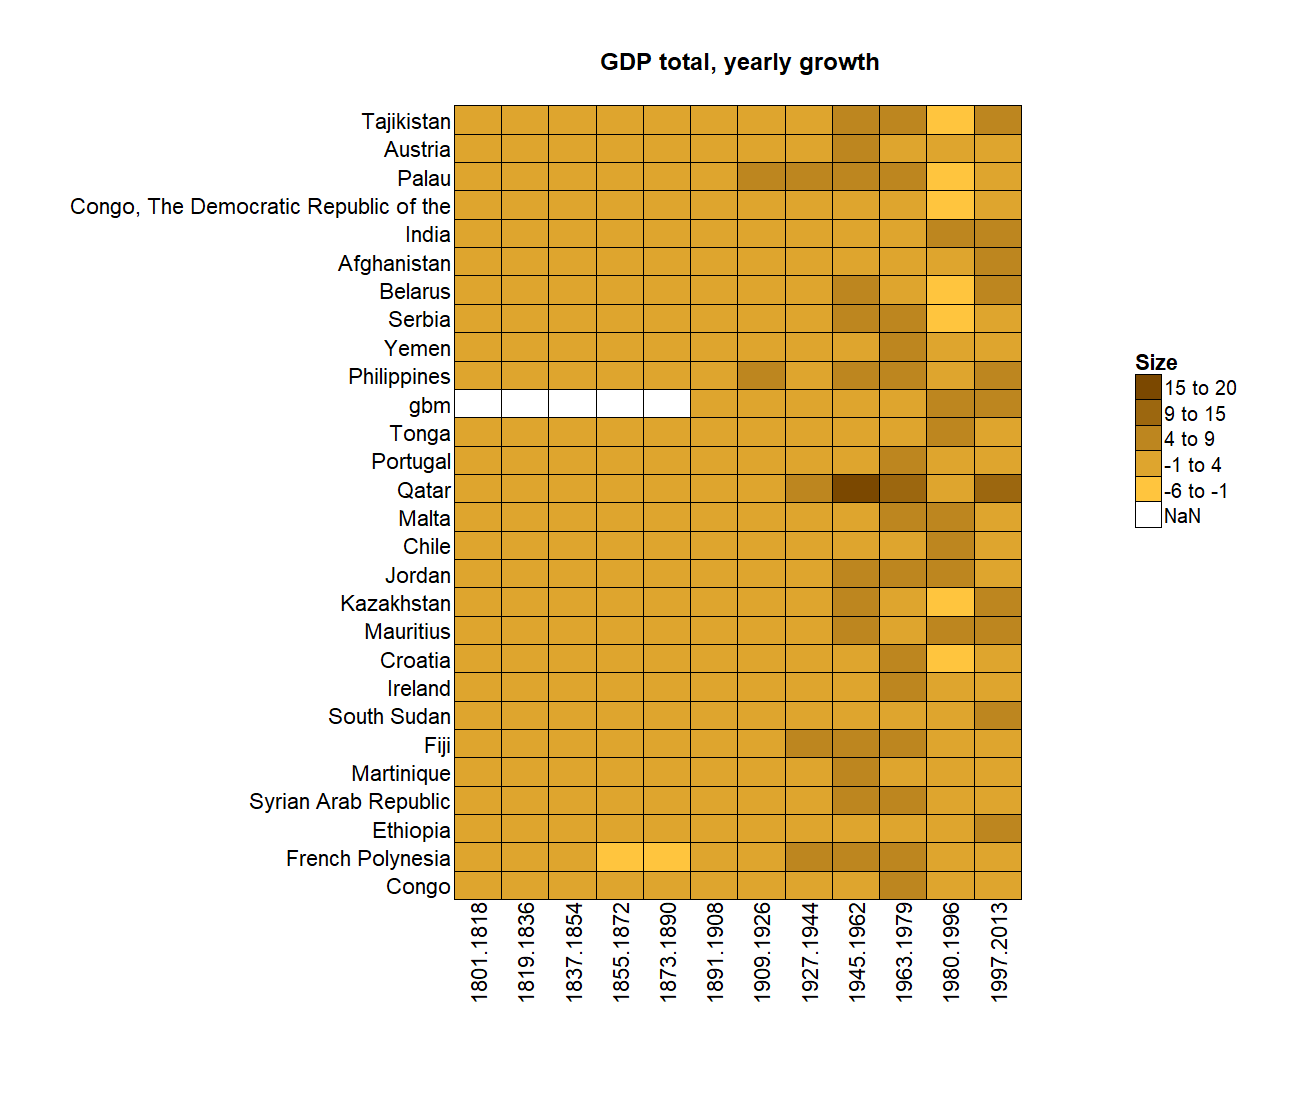 GDP total, yearly growth
Tajikistan
Austria
Palau
Congo, The Democratic Republic of the
India
Afghanistan
Belarus
Serbia
Yemen
Philippines
gbm
Tonga
Portugal
Qatar
Malta
Chile
Jordan
Kazakhstan
Mauritius
Croatia
Ireland
South Sudan
Fiji
Martinique
Syrian Arab Republic
Ethiopia
French Polynesia
Congo
1801.1818
1819.1836
1837.1854
1855.1872
1873.1890
1891.1908
1909.1926
1927.1944
1945.1962
1963.1979
1980.1996
1997.2013
Size
15 to 20
9 to 15
4 to 9
-1 to 4
-6 to -1
NaN